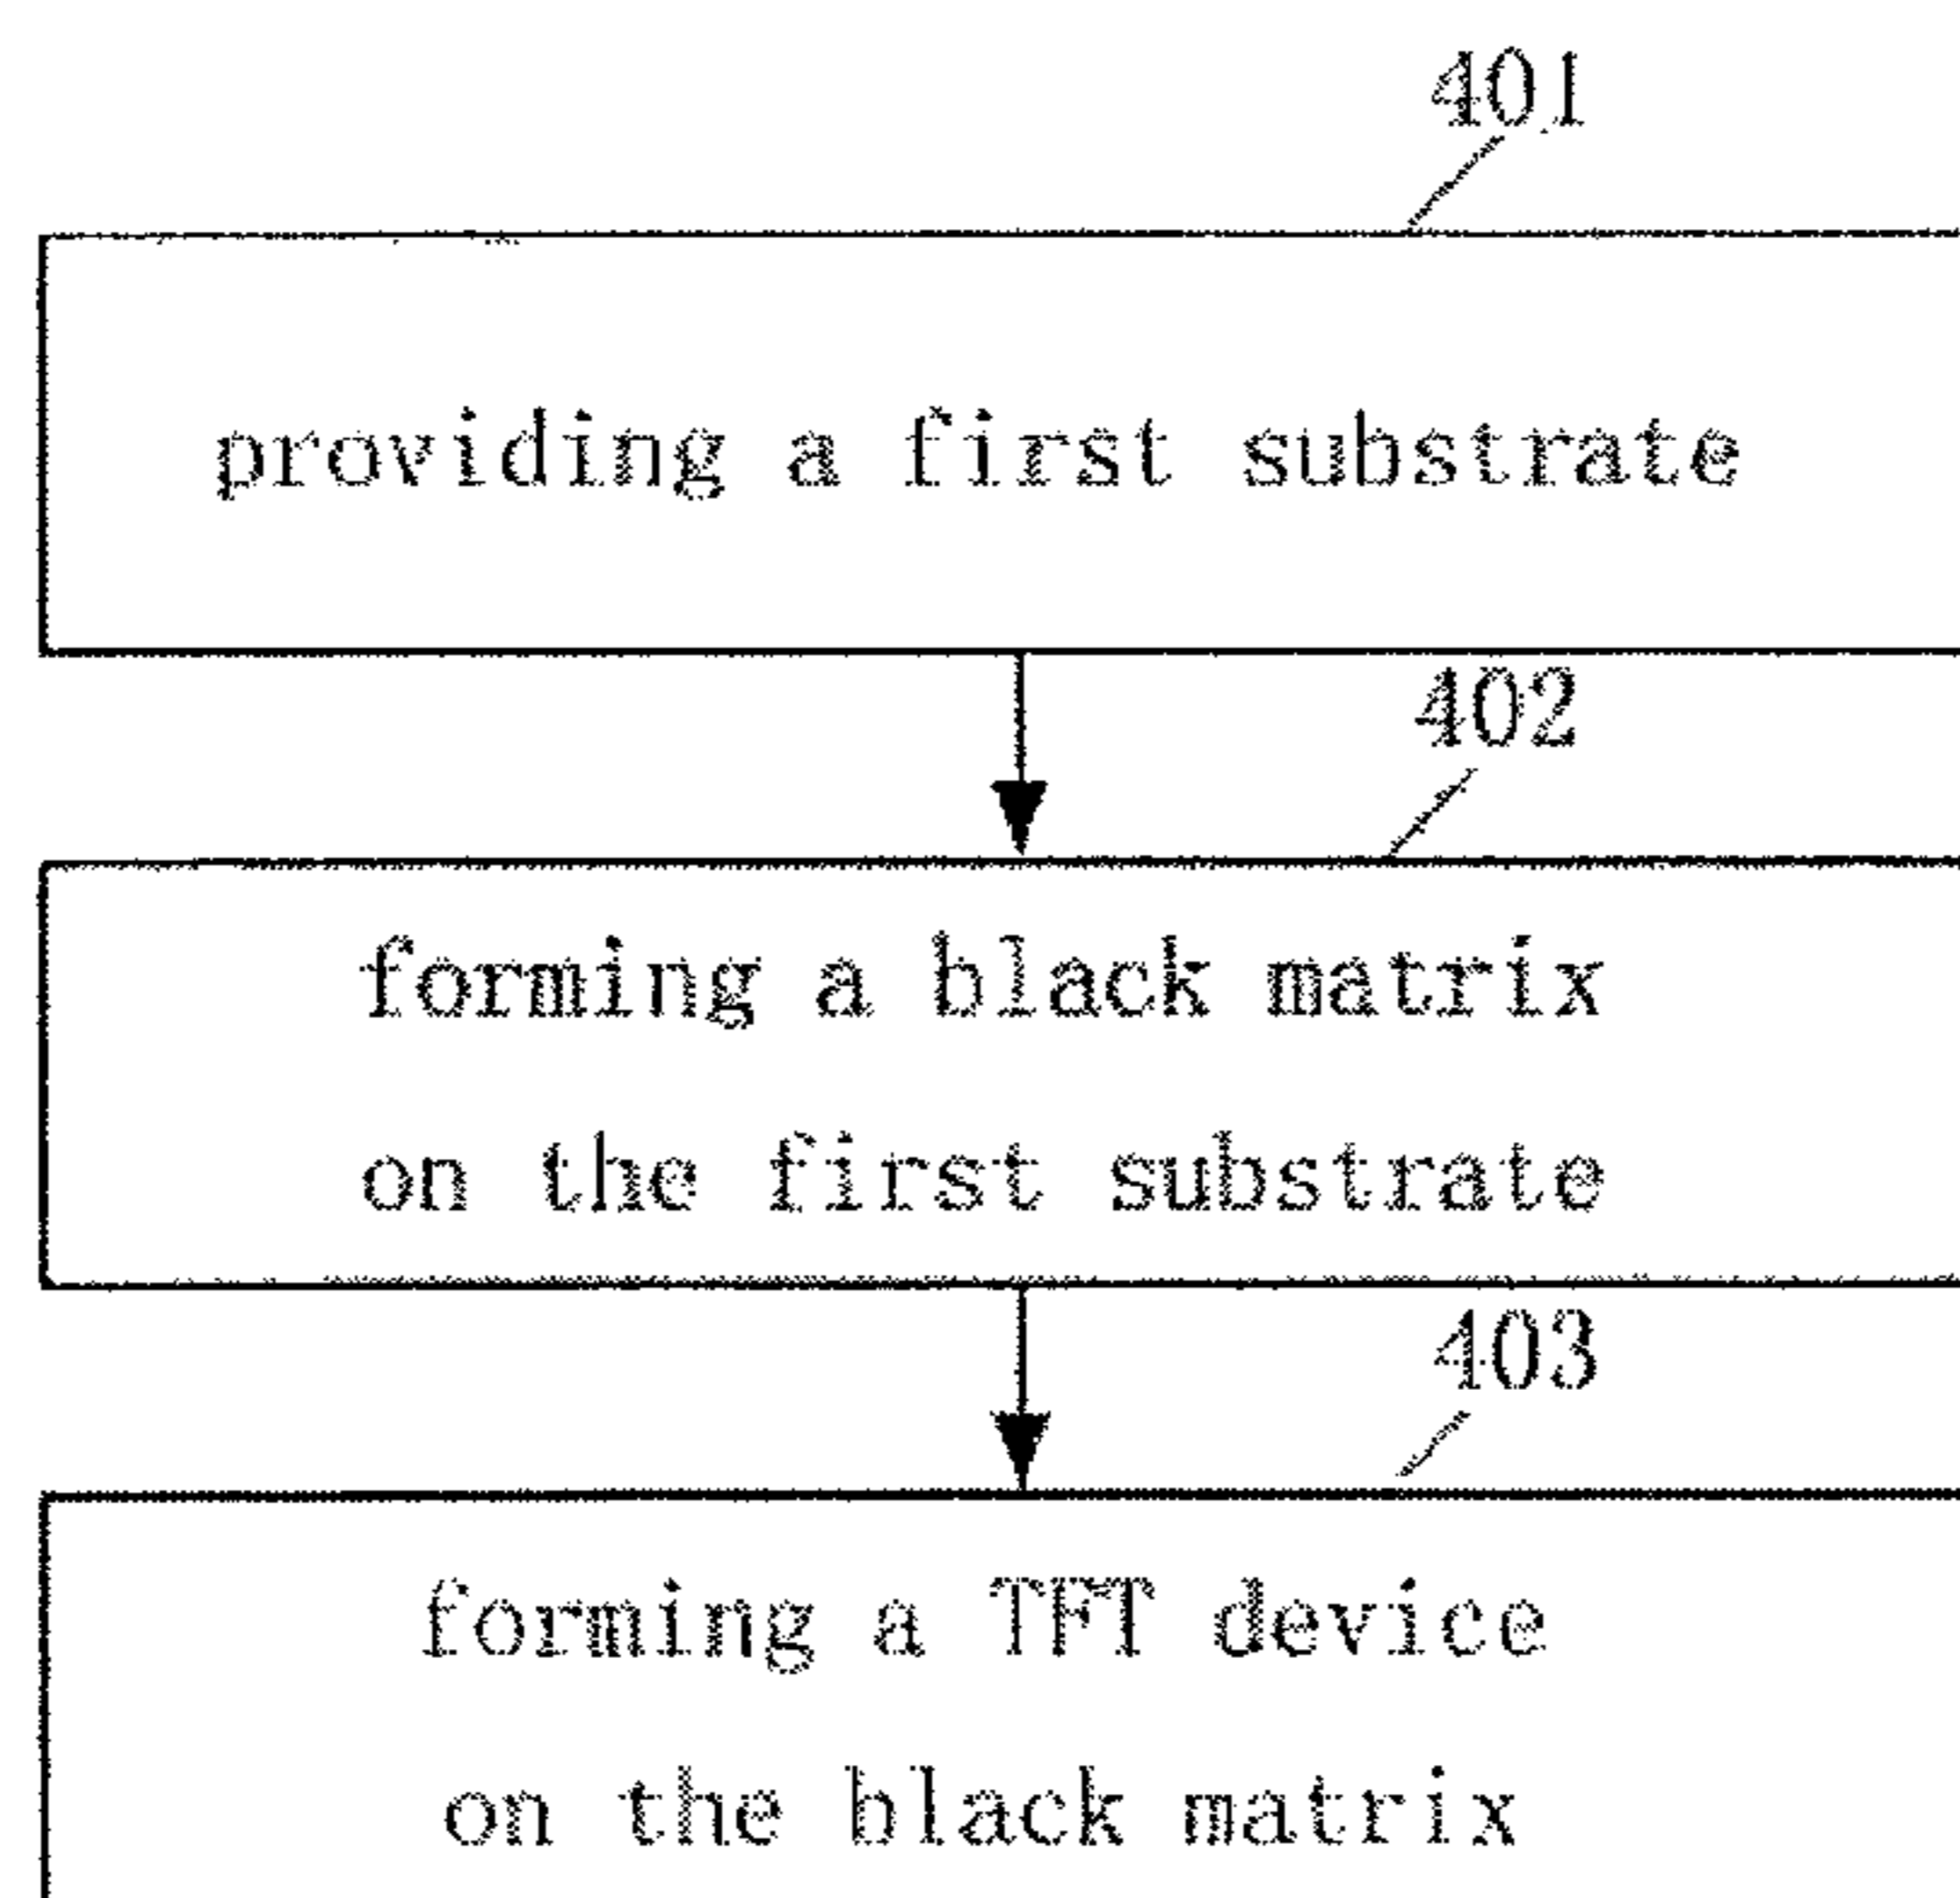 401
providing a first substrate
402
forming a black matrix
on the first substrate
403
forming a TFT device
on the black matrix